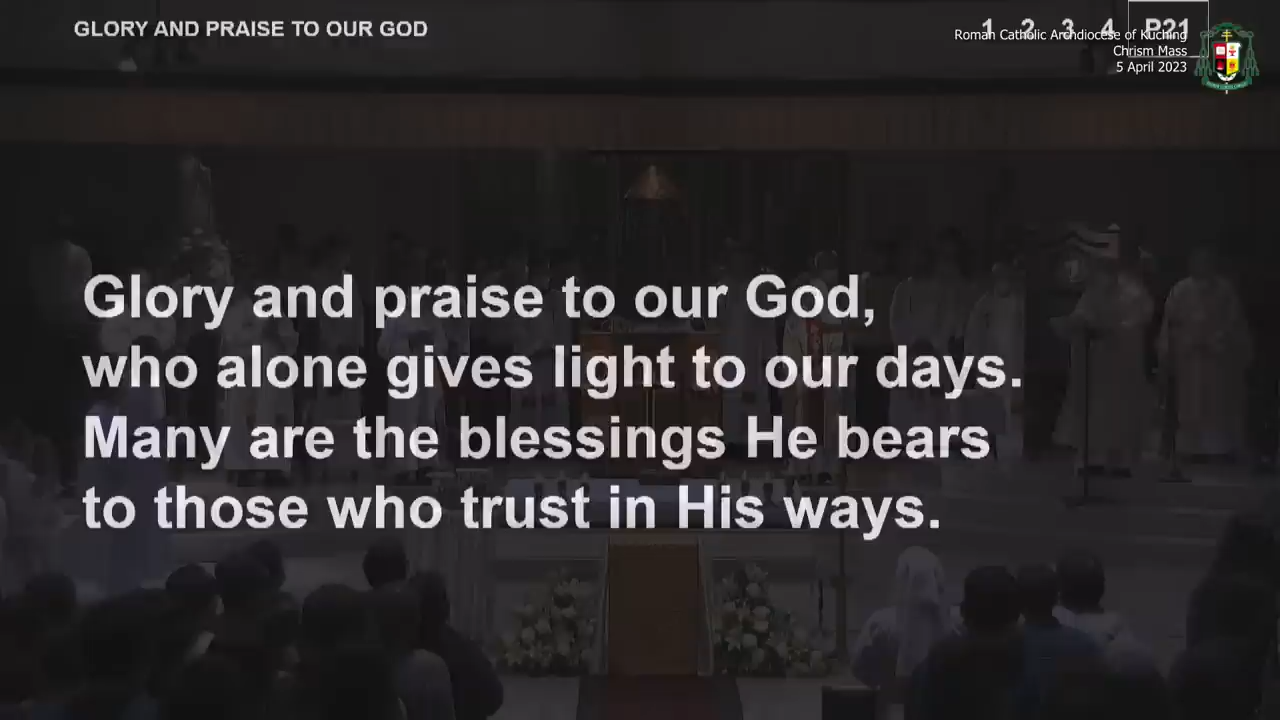 GLORY AND PRAISE TO OUR GOD
1 2 3 4 P21
Roman Catholic Archdiocese of Kuching
Chrism Mass
5 April 2023
Glory and praise to our God,
who alone gives light to our days.
Many are the blessings He bears
to those who trust in His ways.